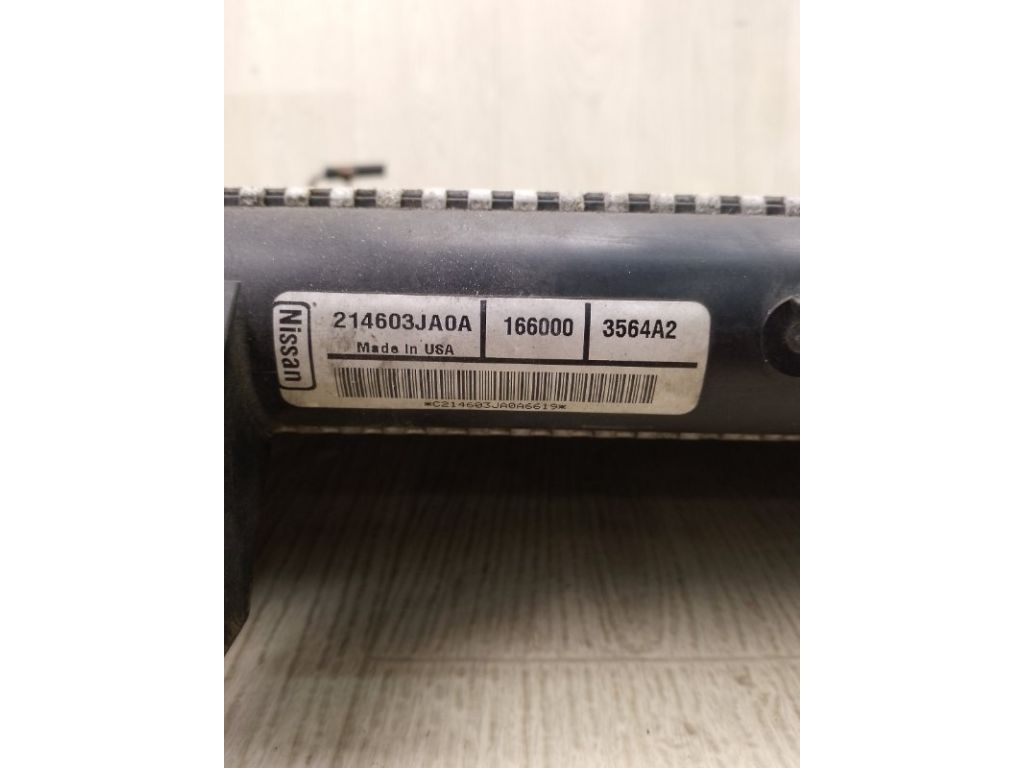 Nissan
214603JA0A 166000 3564A2
Made In USA
*C214603JA0A6619*